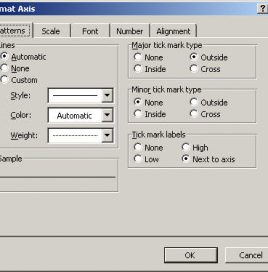 mat Axis
atterns Scale Font Number Alignment
ines
Automatic
None
Custom
Style:
Color: Automatic
Weight:
ample
Major tick mark type
None Outside
Inside Cross
Minor tick mark type
None Outside
Inside Cross
Tick mark labels
None High
Low Next to axis
OK Cancel